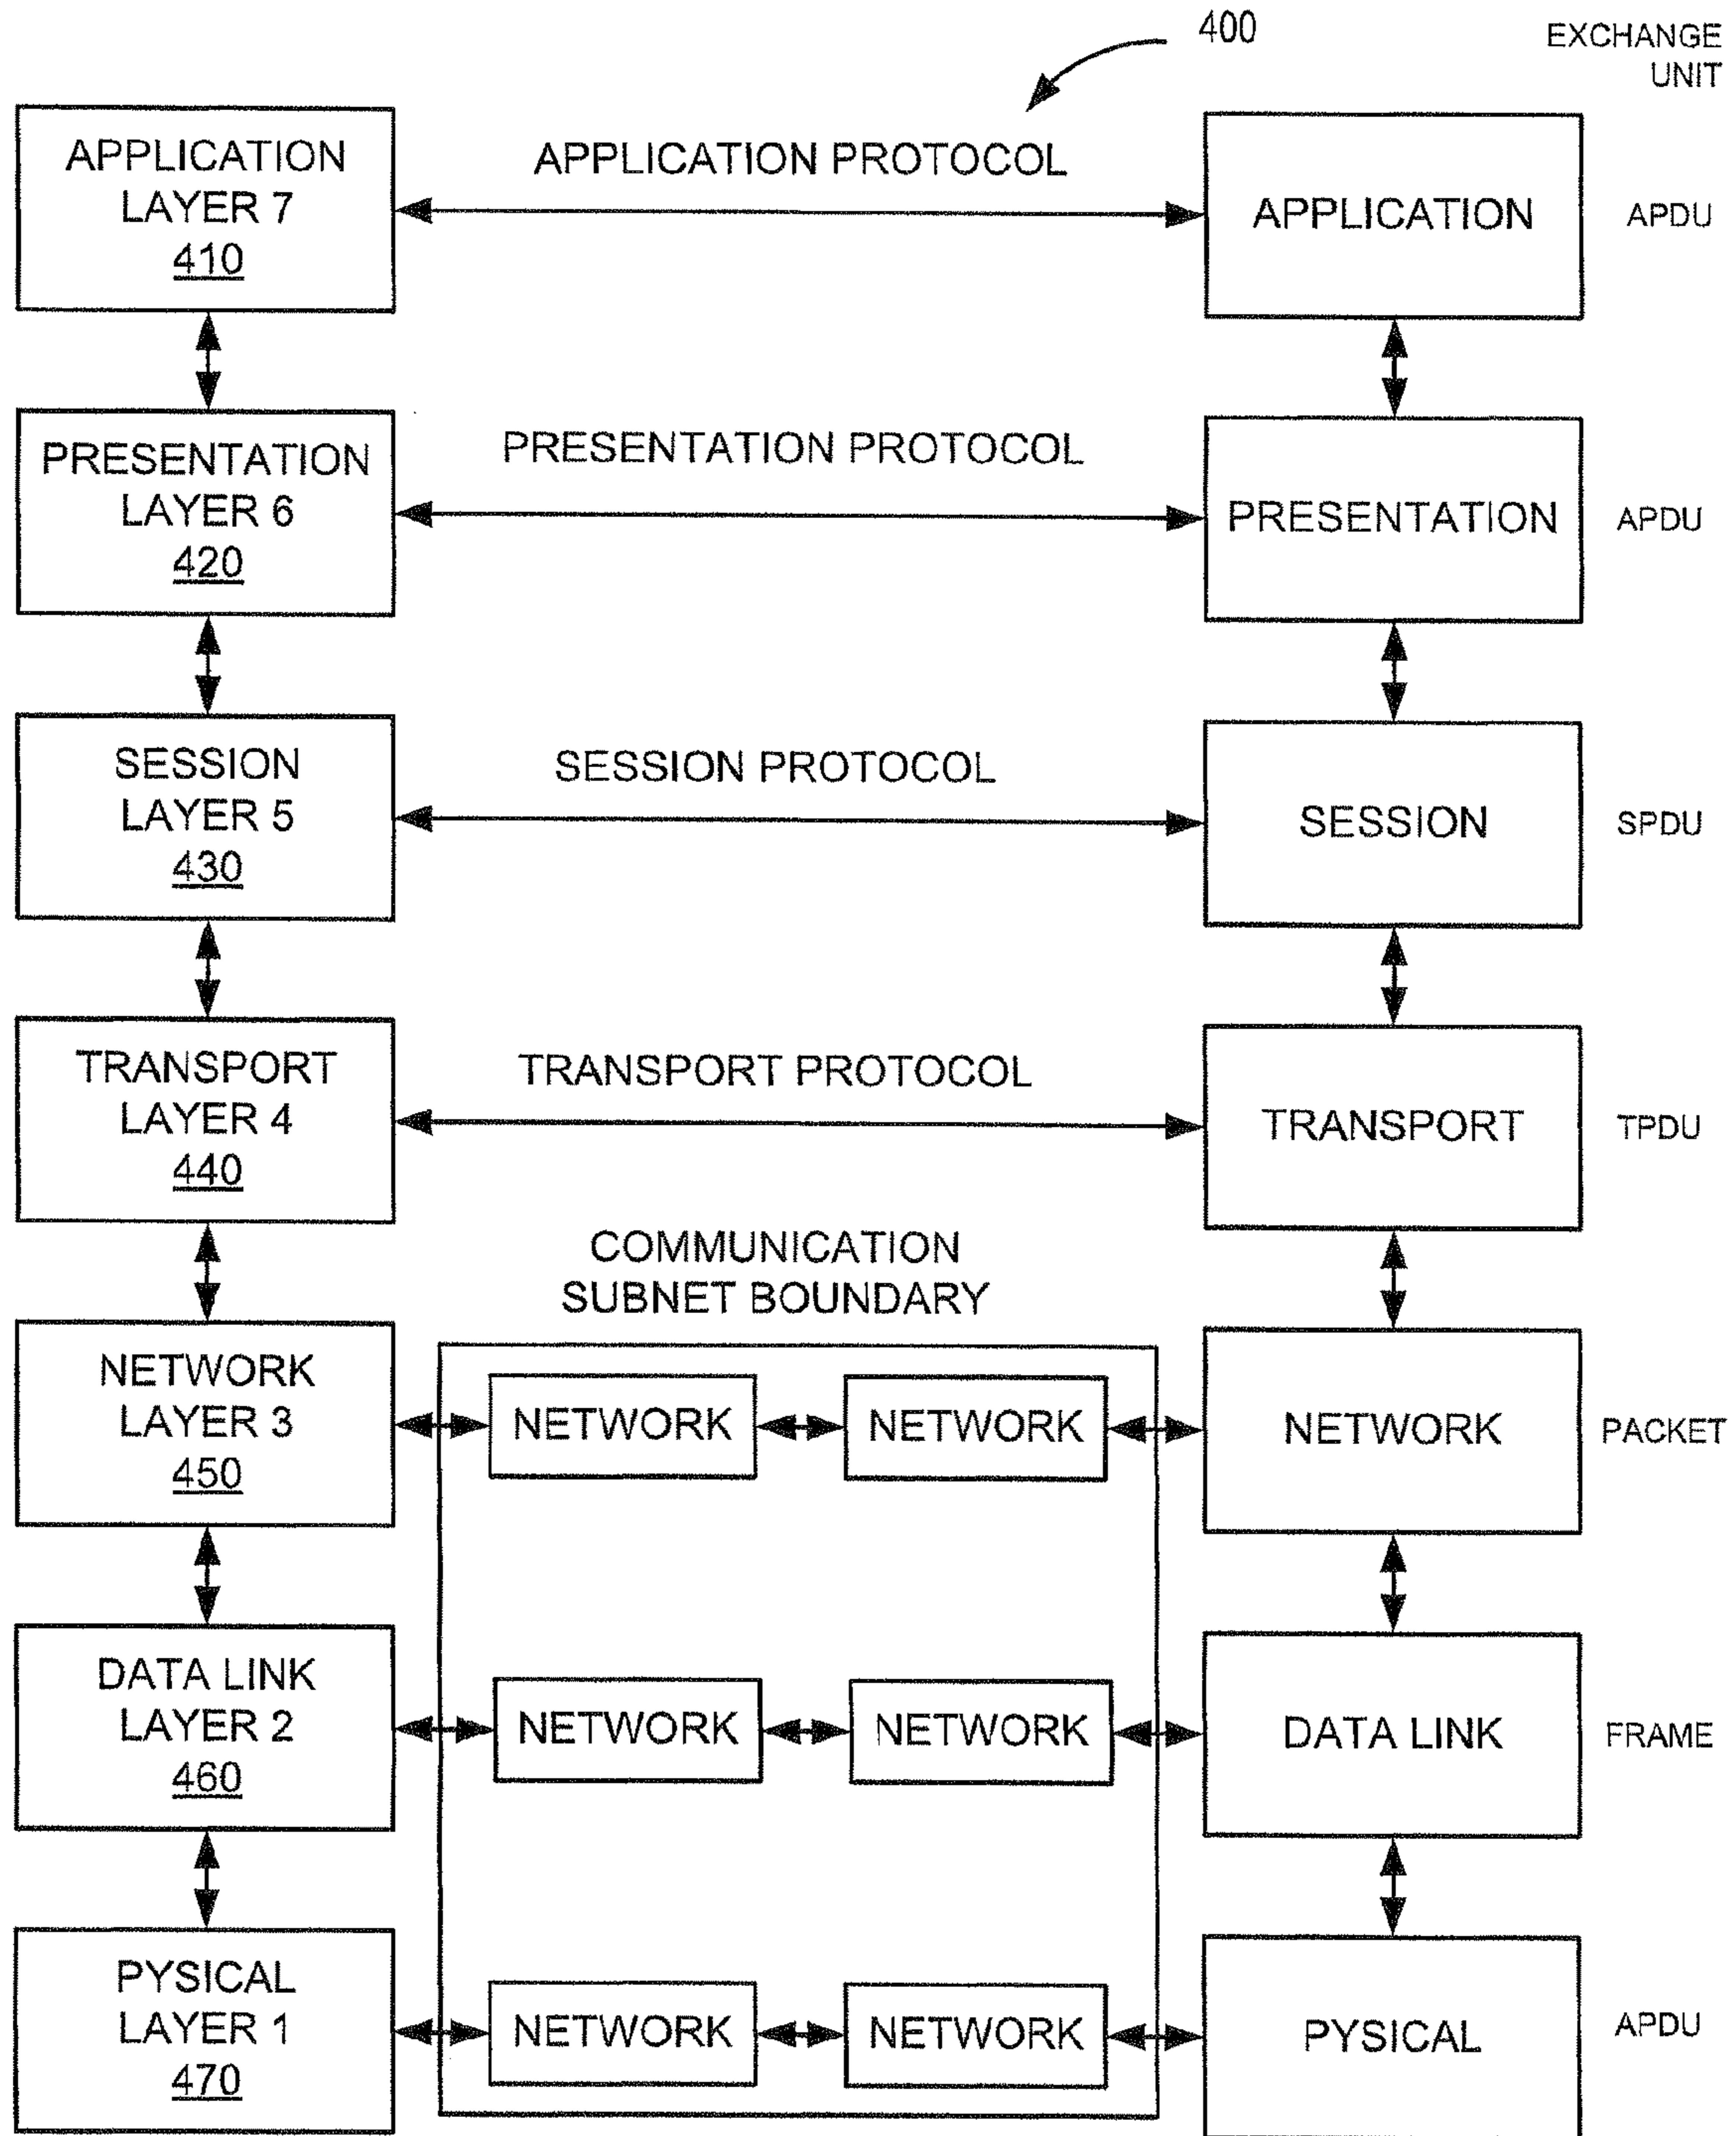 400
EXCHANGE
UNIT
APPLICATION
LAYER 7
410
APPLICATION PROTOCOL
APPLICATION
APDU
PRESENTATION
LAYER 6
420
PRESENTATION PROTOCOL
PRESENTATION
APDU
SESSION
LAYER 5
430
SESSION PROTOCOL
SESSION
SPDU
TRANSPORT
LAYER 4
440
TRANSPORT PROTOCOL
TRANSPORT
TPDU
COMMUNICATION
SUBNET BOUNDARY
NETWORK
LAYER 3
450
NETWORK
NETWORK
NETWORK
PACKET
DATA LINK
LAYER 2
460
NETWORK
NETWORK
DATA LINK
FRAME
PYSICAL
LAYER 1
470
NETWORK
NETWORK
PYSICAL
APDU